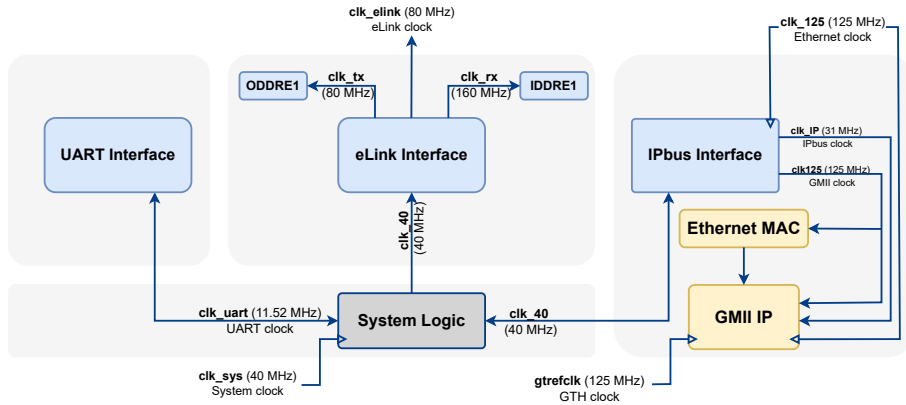 clk_elink (80 MHz)
eLink clock
clk_125 (125 MHz)
Ethernet clock
ODDRE1
clk_tx
(80 MHz)
clk_rx
(160 MHz)
IDDRE1
UART Interface
eLink Interface
IPbus Interface
clk_IP (31 MHz)
IPbus clock
clk125 (125 MHz)
GMII clock
clk_40
(40 MHz)
Ethernet MAC
clk_uart (11.52 MHz)
UART clock
System Logic
clk_40
(40 MHz)
GMII IP
clk_sys (40 MHz)
System clock
gtrefclk (125 MHz)
GTH clock